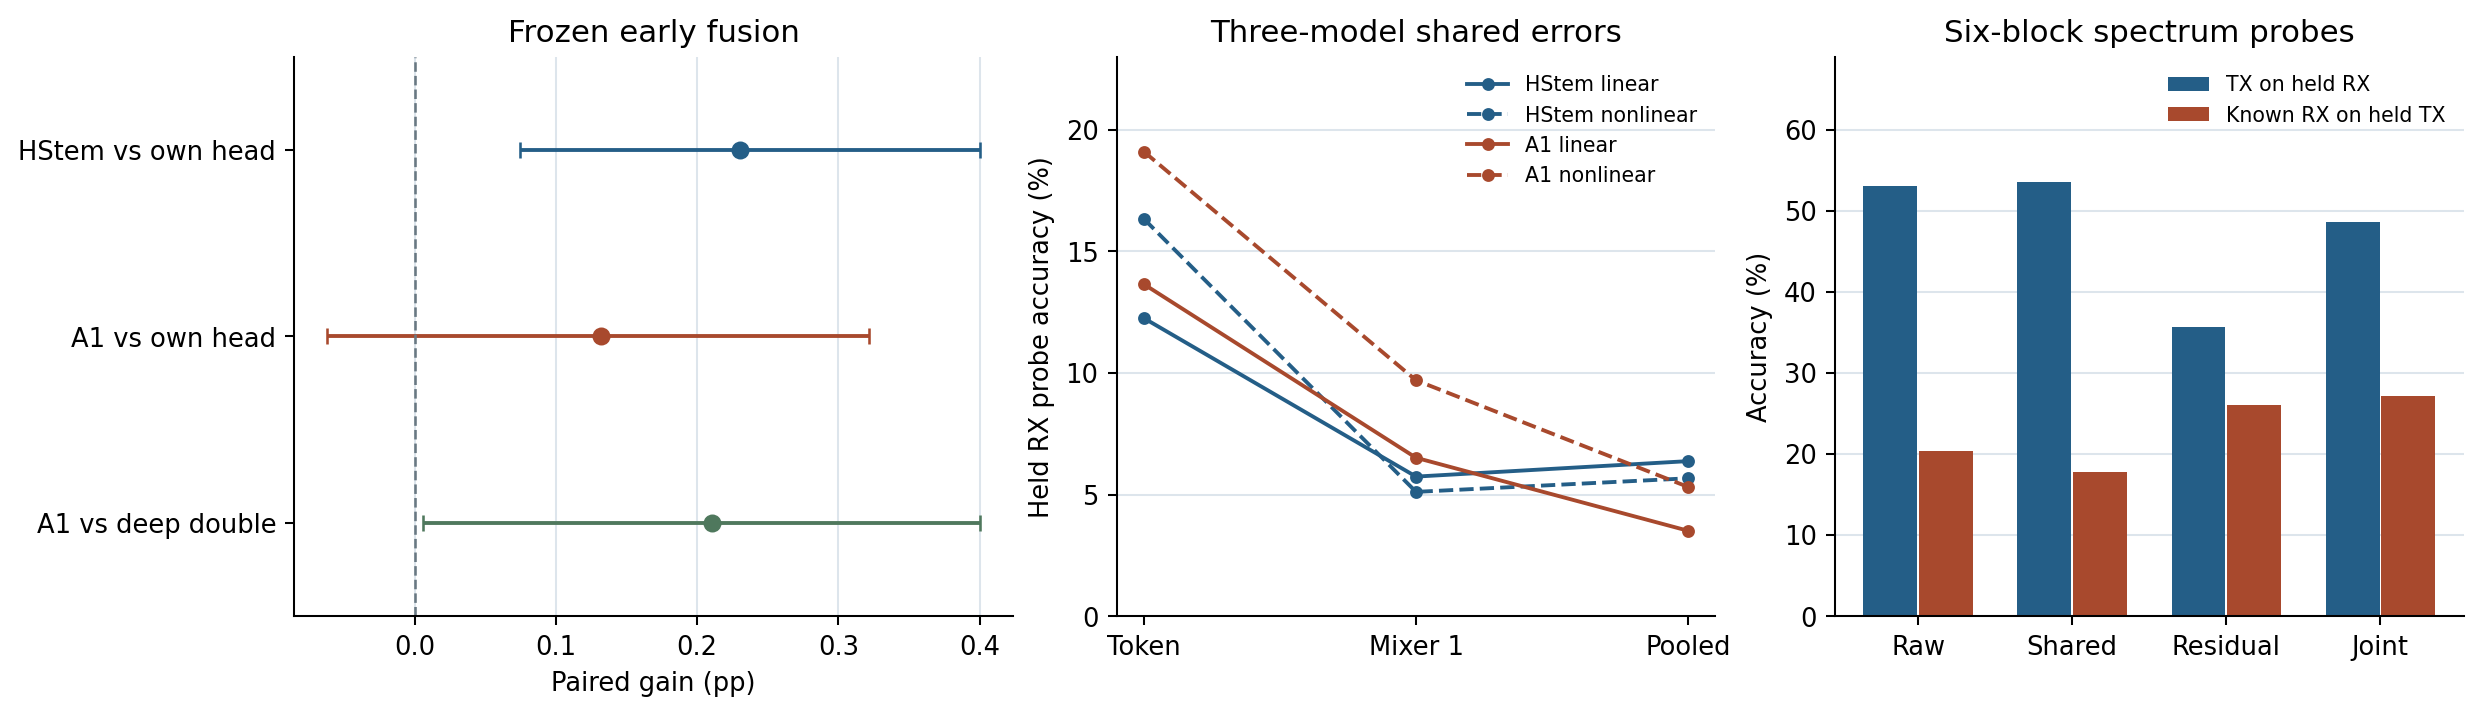 Frozen early fusion
HStem vs own head
A1 vs own head
A1 vs deep double
0.0 0.1 0.2 0.3 0.4
Paired gain (pp)
Three-model shared errors
Held RX probe accuracy (%)
20
15
10
5
0
HStem linear
HStem nonlinear
A1 linear
A1 nonlinear
Token Mixer 1 Pooled
Six-block spectrum probes
Accuracy (%)
60
50
40
30
20
10
0
TX on held RX
Known RX on held TX
Raw Shared Residual Joint